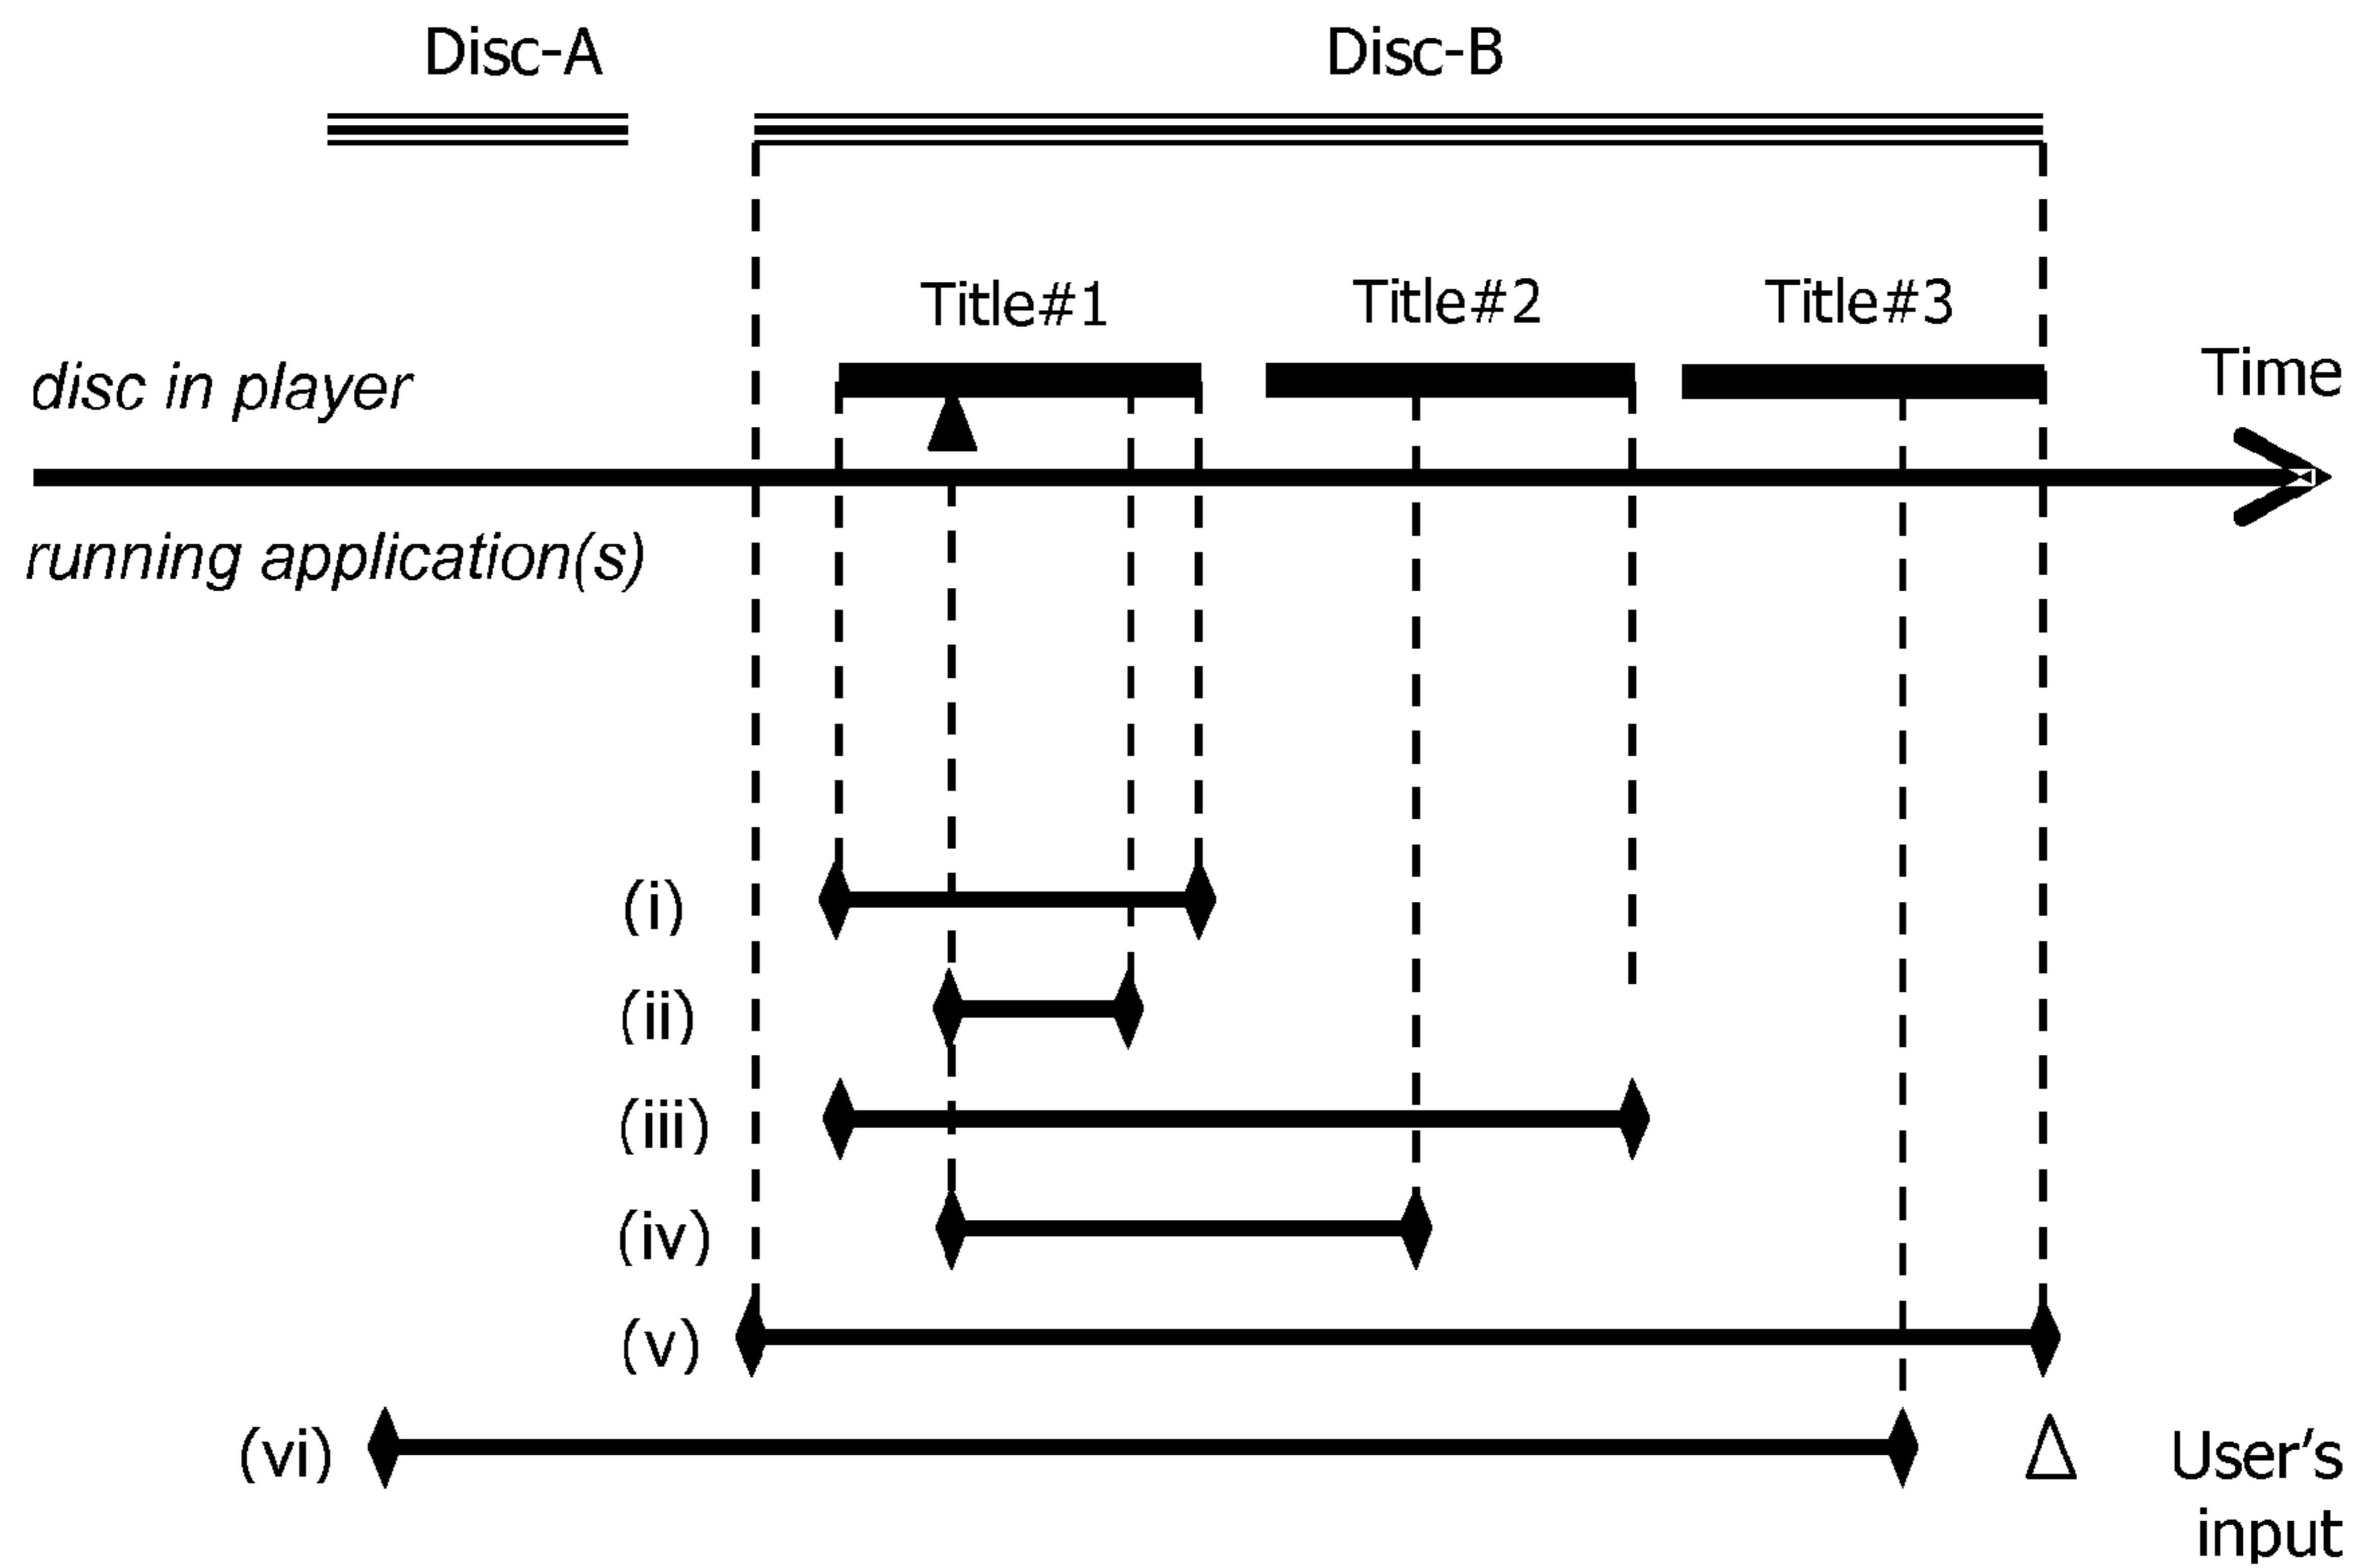 Disc-A
Disc-B
Title#1
Title#2
Title#3
disc in player
Time
running application(s)
(i)
(ii)
(iii)
(iv)
(v)
(vi)
User's
input